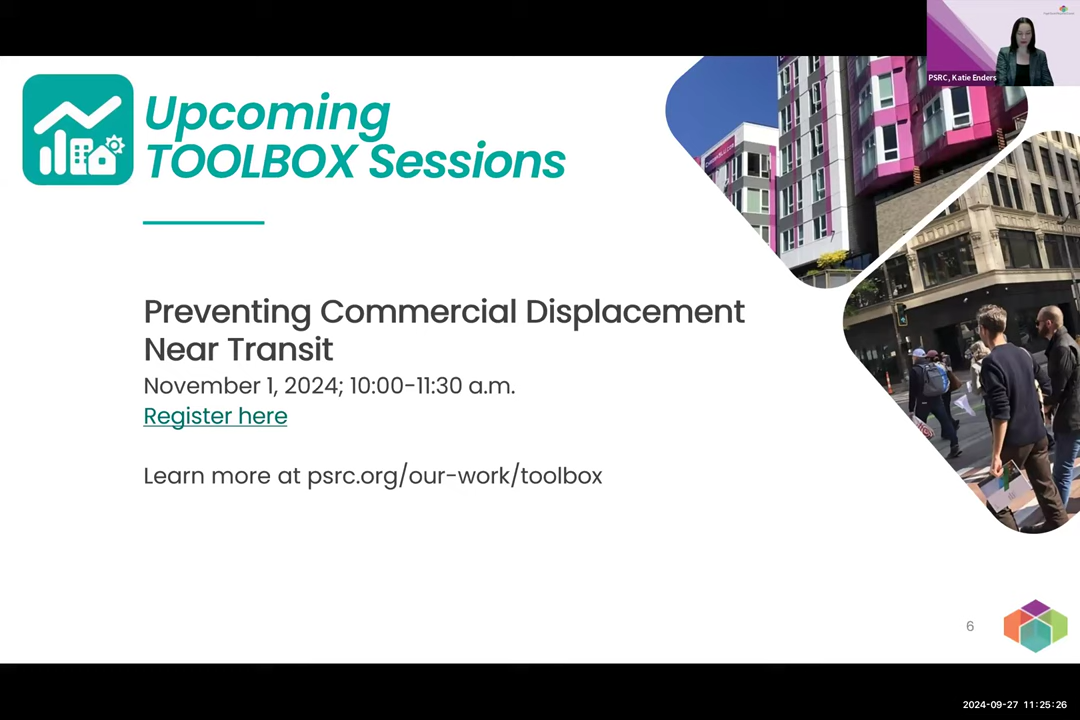 PSRC, Katie Enders
Upcoming
TOOLBOX Sessions
Preventing Commercial Displacement
Near Transit
November 1, 2024; 10:00-11:30 a.m.
Register here
Learn more at psrc.org/our-work/toolbox
6
2024-09-27 11:25:26